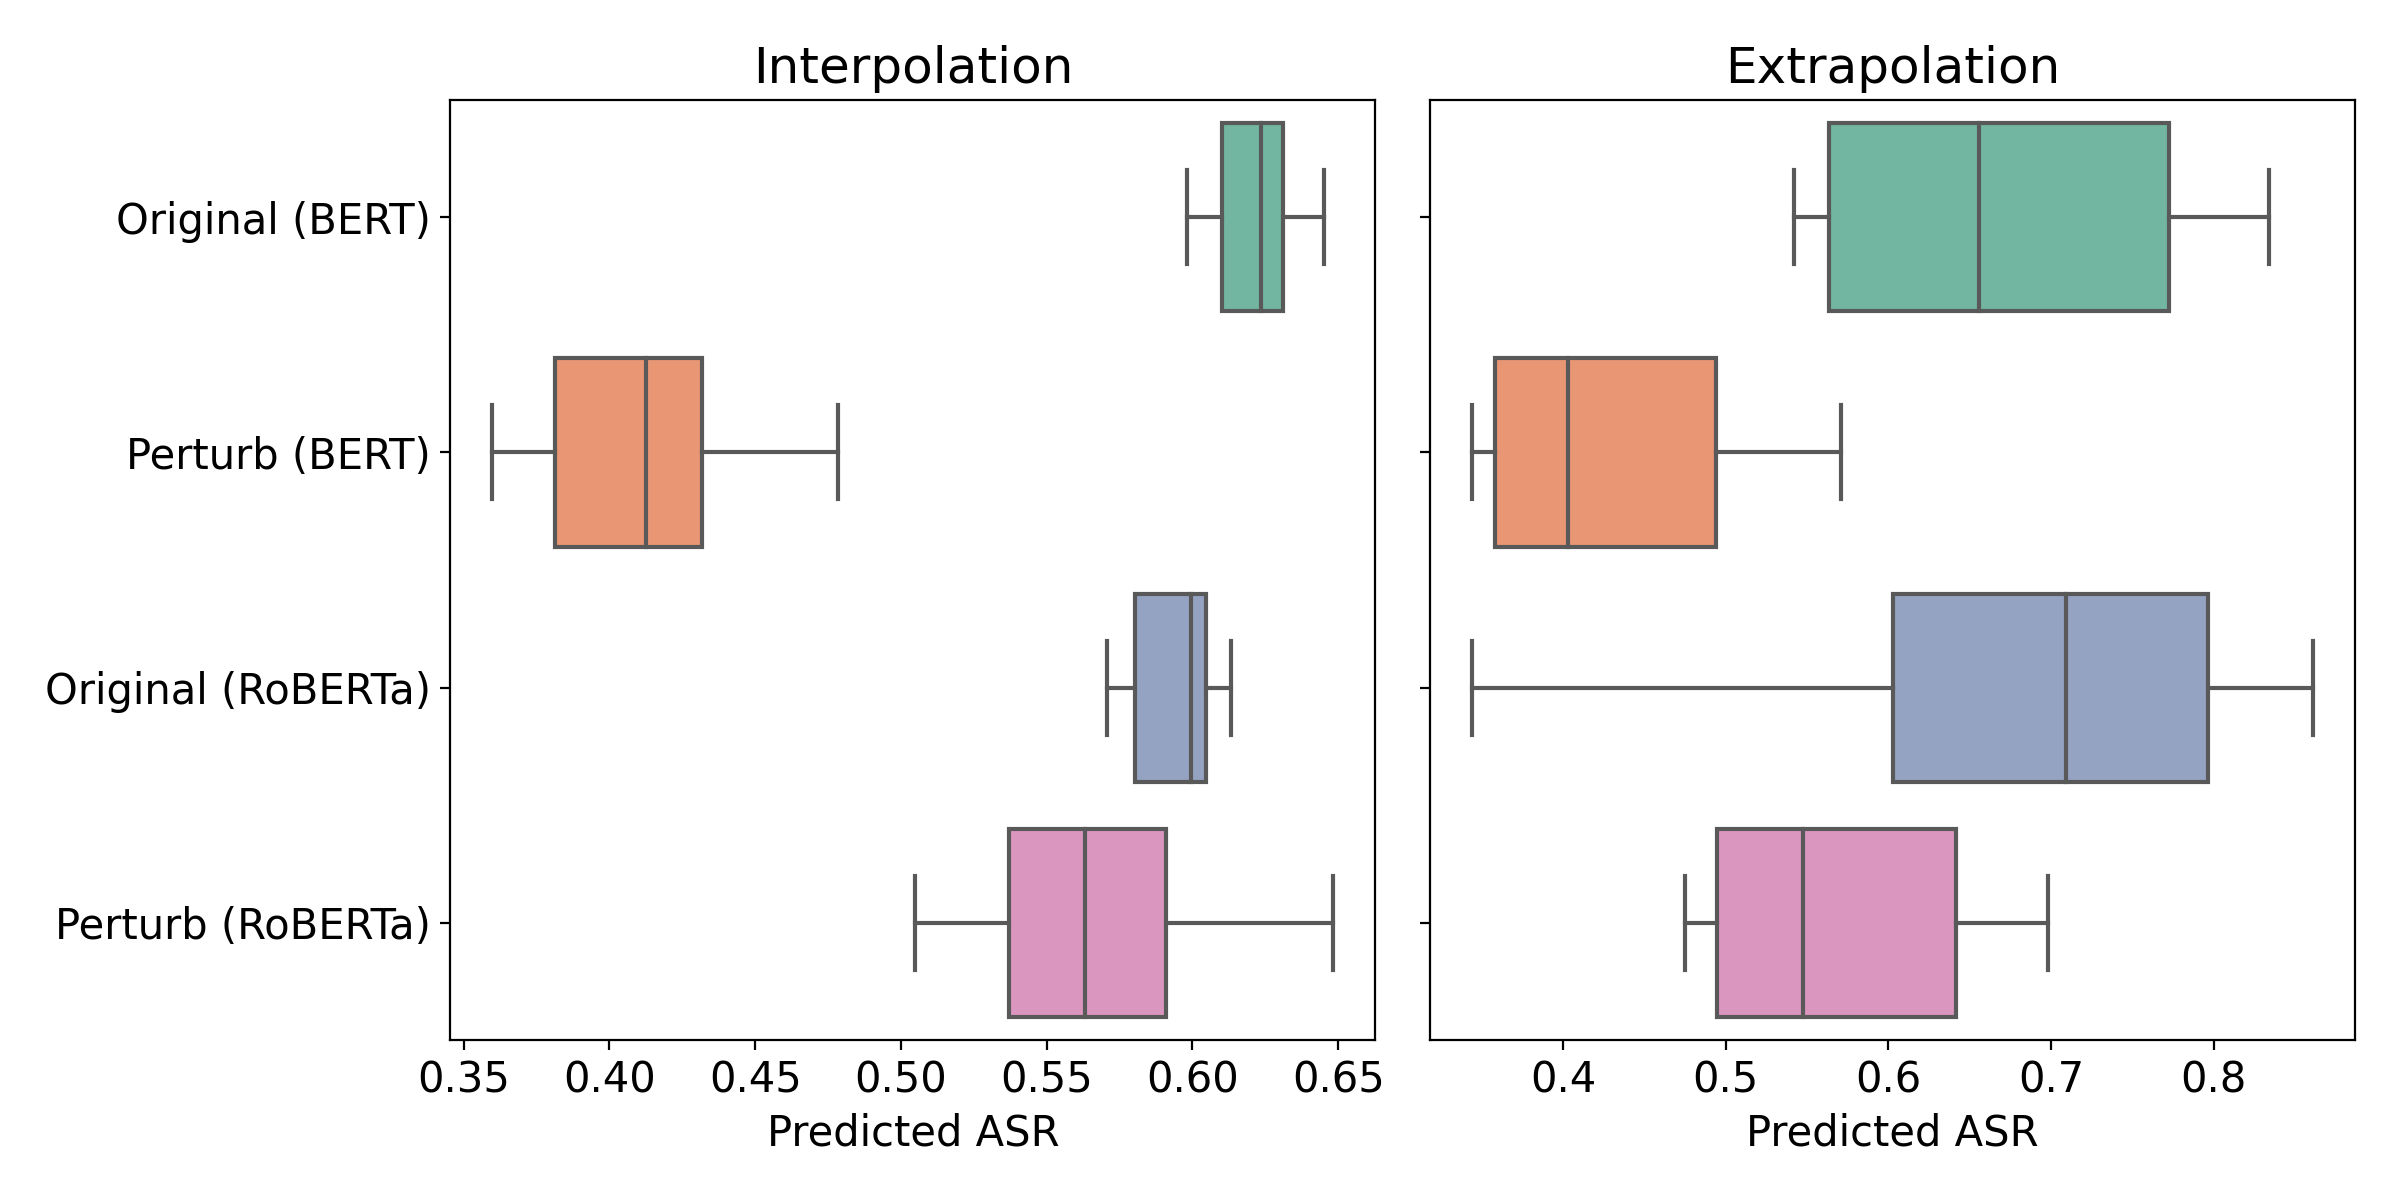 Interpolation
Extrapolation
Original (BERT)
Perturb (BERT)
Original (RoBERTa)
Perturb (RoBERTa)
0.35 0.40 0.45 0.50 0.55 0.60 0.65
0.4 0.5 0.6 0.7 0.8
Predicted ASR
Predicted ASR